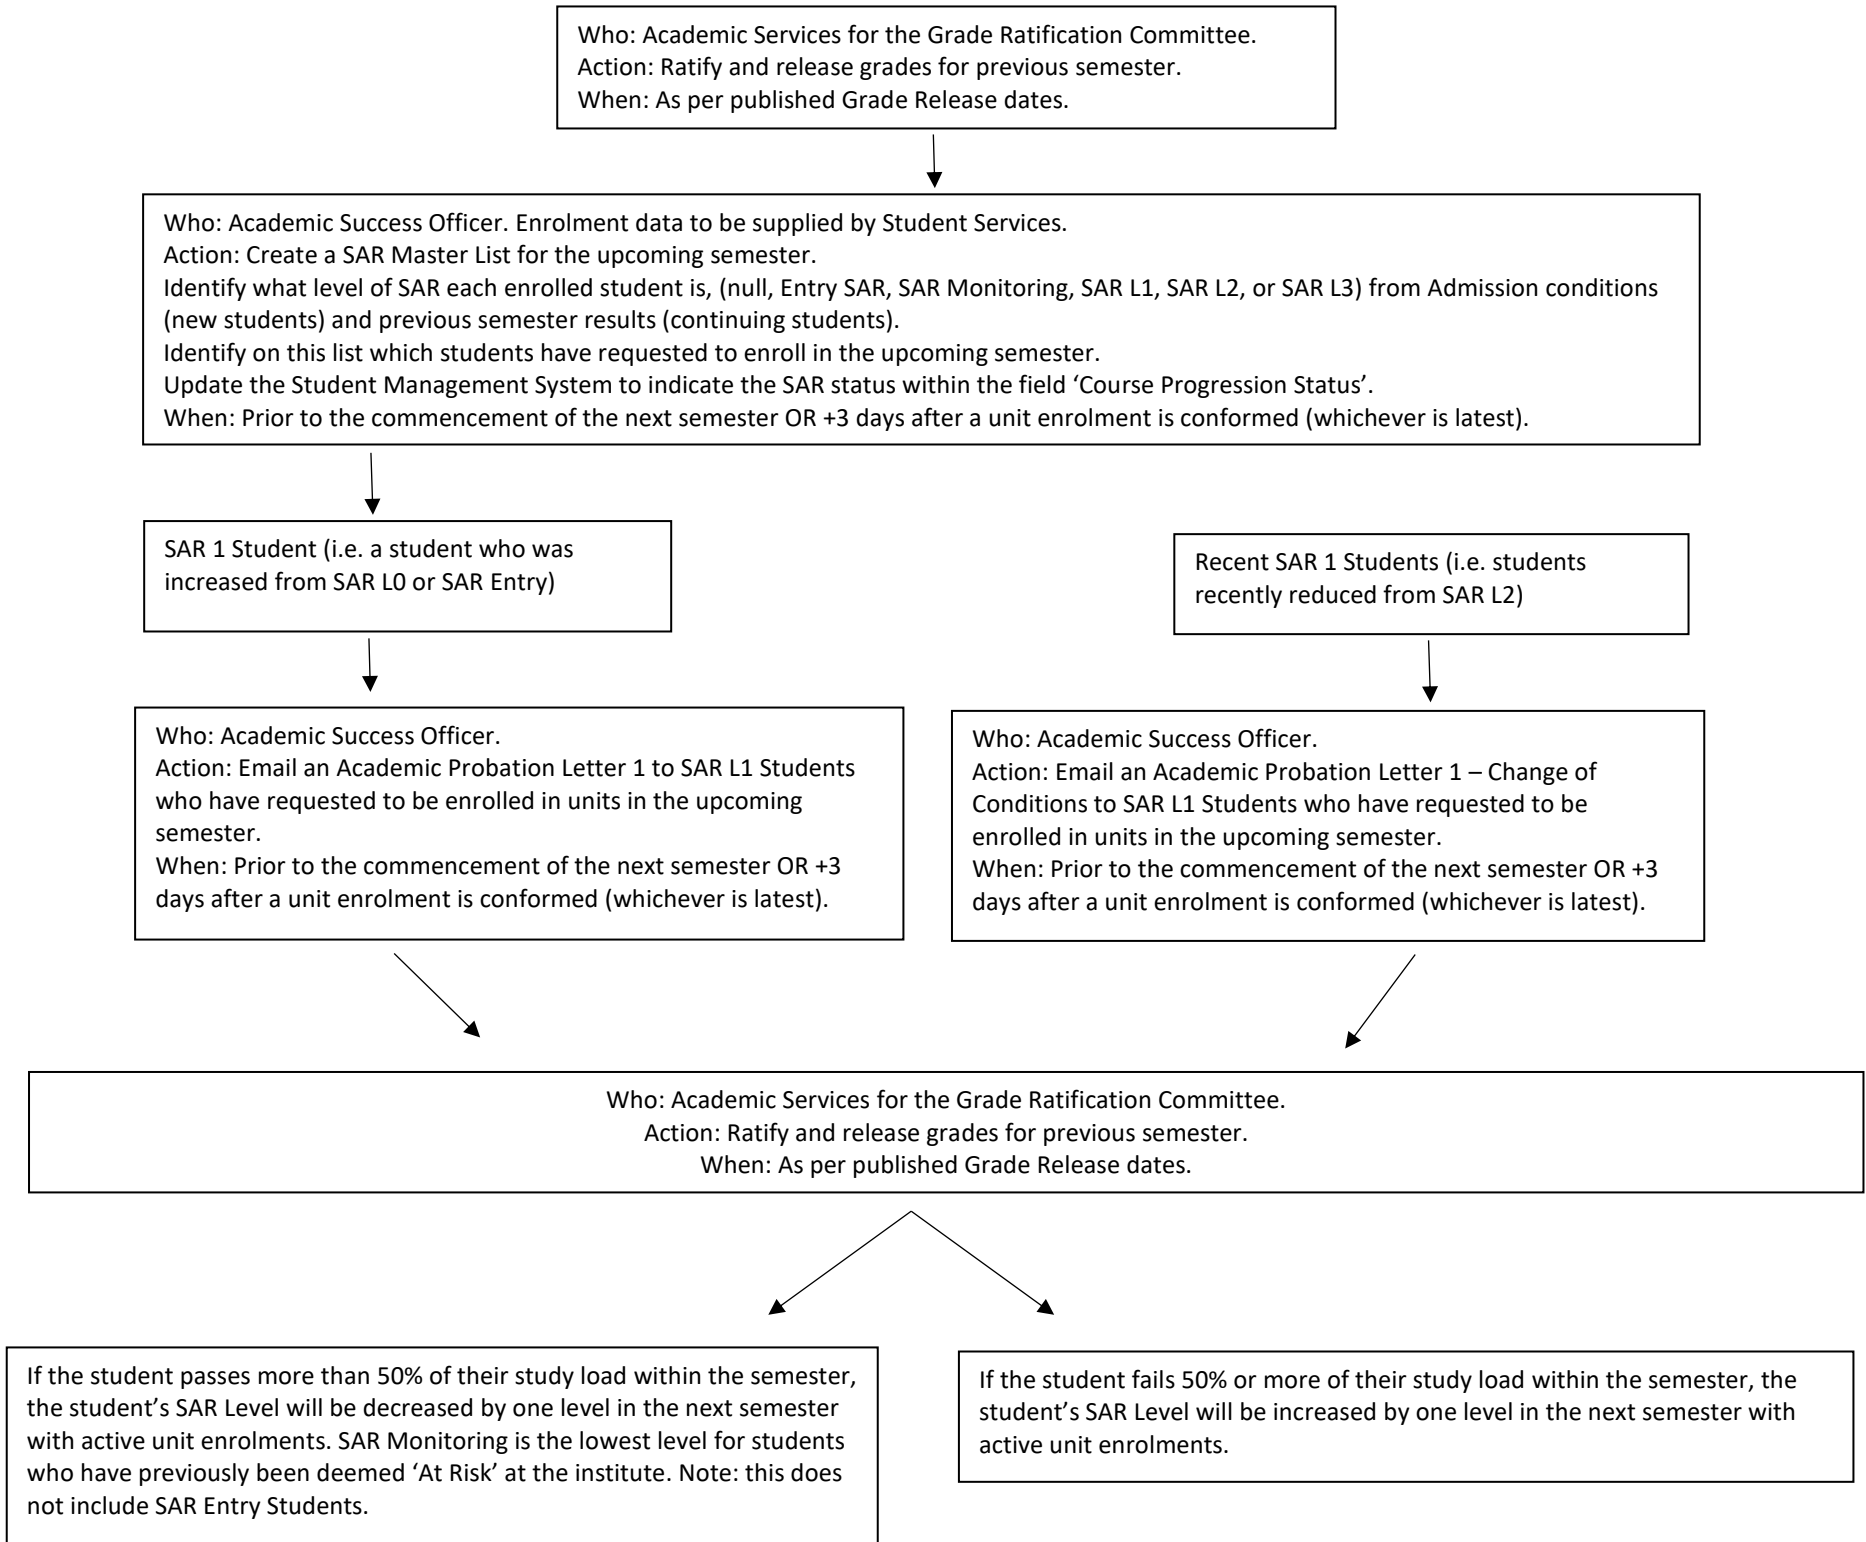 Who: Academic Services for the Grade Ratification Committee.
Action: Ratify and release grades for previous semester.
When: As per published Grade Release dates.
Who: Academic Success Officer. Enrolment data to be supplied by Student Services.
Action: Create a SAR Master List for the upcoming semester.
Identify what level of SAR each enrolled student is, (null, Entry SAR, SAR Monitoring, SAR L1, SAR L2, or SAR L3) from Admission conditions
(new students) and previous semester results (continuing students).
Identify on this list which students have requested to enroll in the upcoming semester.
Update the Student Management System to indicate the SAR status within the field ‘Course Progression Status’.
When: Prior to the commencement of the next semester OR +3 days after a unit enrolment is conformed (whichever is latest).
SAR 1 Student (i.e. a student who was
increased from SAR L0 or SAR Entry)
Recent SAR 1 Students (i.e. students
recently reduced from SAR L2)
Who: Academic Success Officer.
Action: Email an Academic Probation Letter 1 to SAR L1 Students
who have requested to be enrolled in units in the upcoming
semester.
When: Prior to the commencement of the next semester OR +3
days after a unit enrolment is conformed (whichever is latest).
Who: Academic Success Officer.
Action: Email an Academic Probation Letter 1 – Change of
Conditions to SAR L1 Students who have requested to be
enrolled in units in the upcoming semester.
When: Prior to the commencement of the next semester OR +3
days after a unit enrolment is conformed (whichever is latest).
Who: Academic Services for the Grade Ratification Committee.
Action: Ratify and release grades for previous semester.
When: As per published Grade Release dates.
If the student passes more than 50% of their study load within the semester,
the student’s SAR Level will be decreased by one level in the next semester
with active unit enrolments. SAR Monitoring is the lowest level for students
who have previously been deemed ‘At Risk’ at the institute. Note: this does
not include SAR Entry Students.
If the student fails 50% or more of their study load within the semester, the
student’s SAR Level will be increased by one level in the next semester with
active unit enrolments.